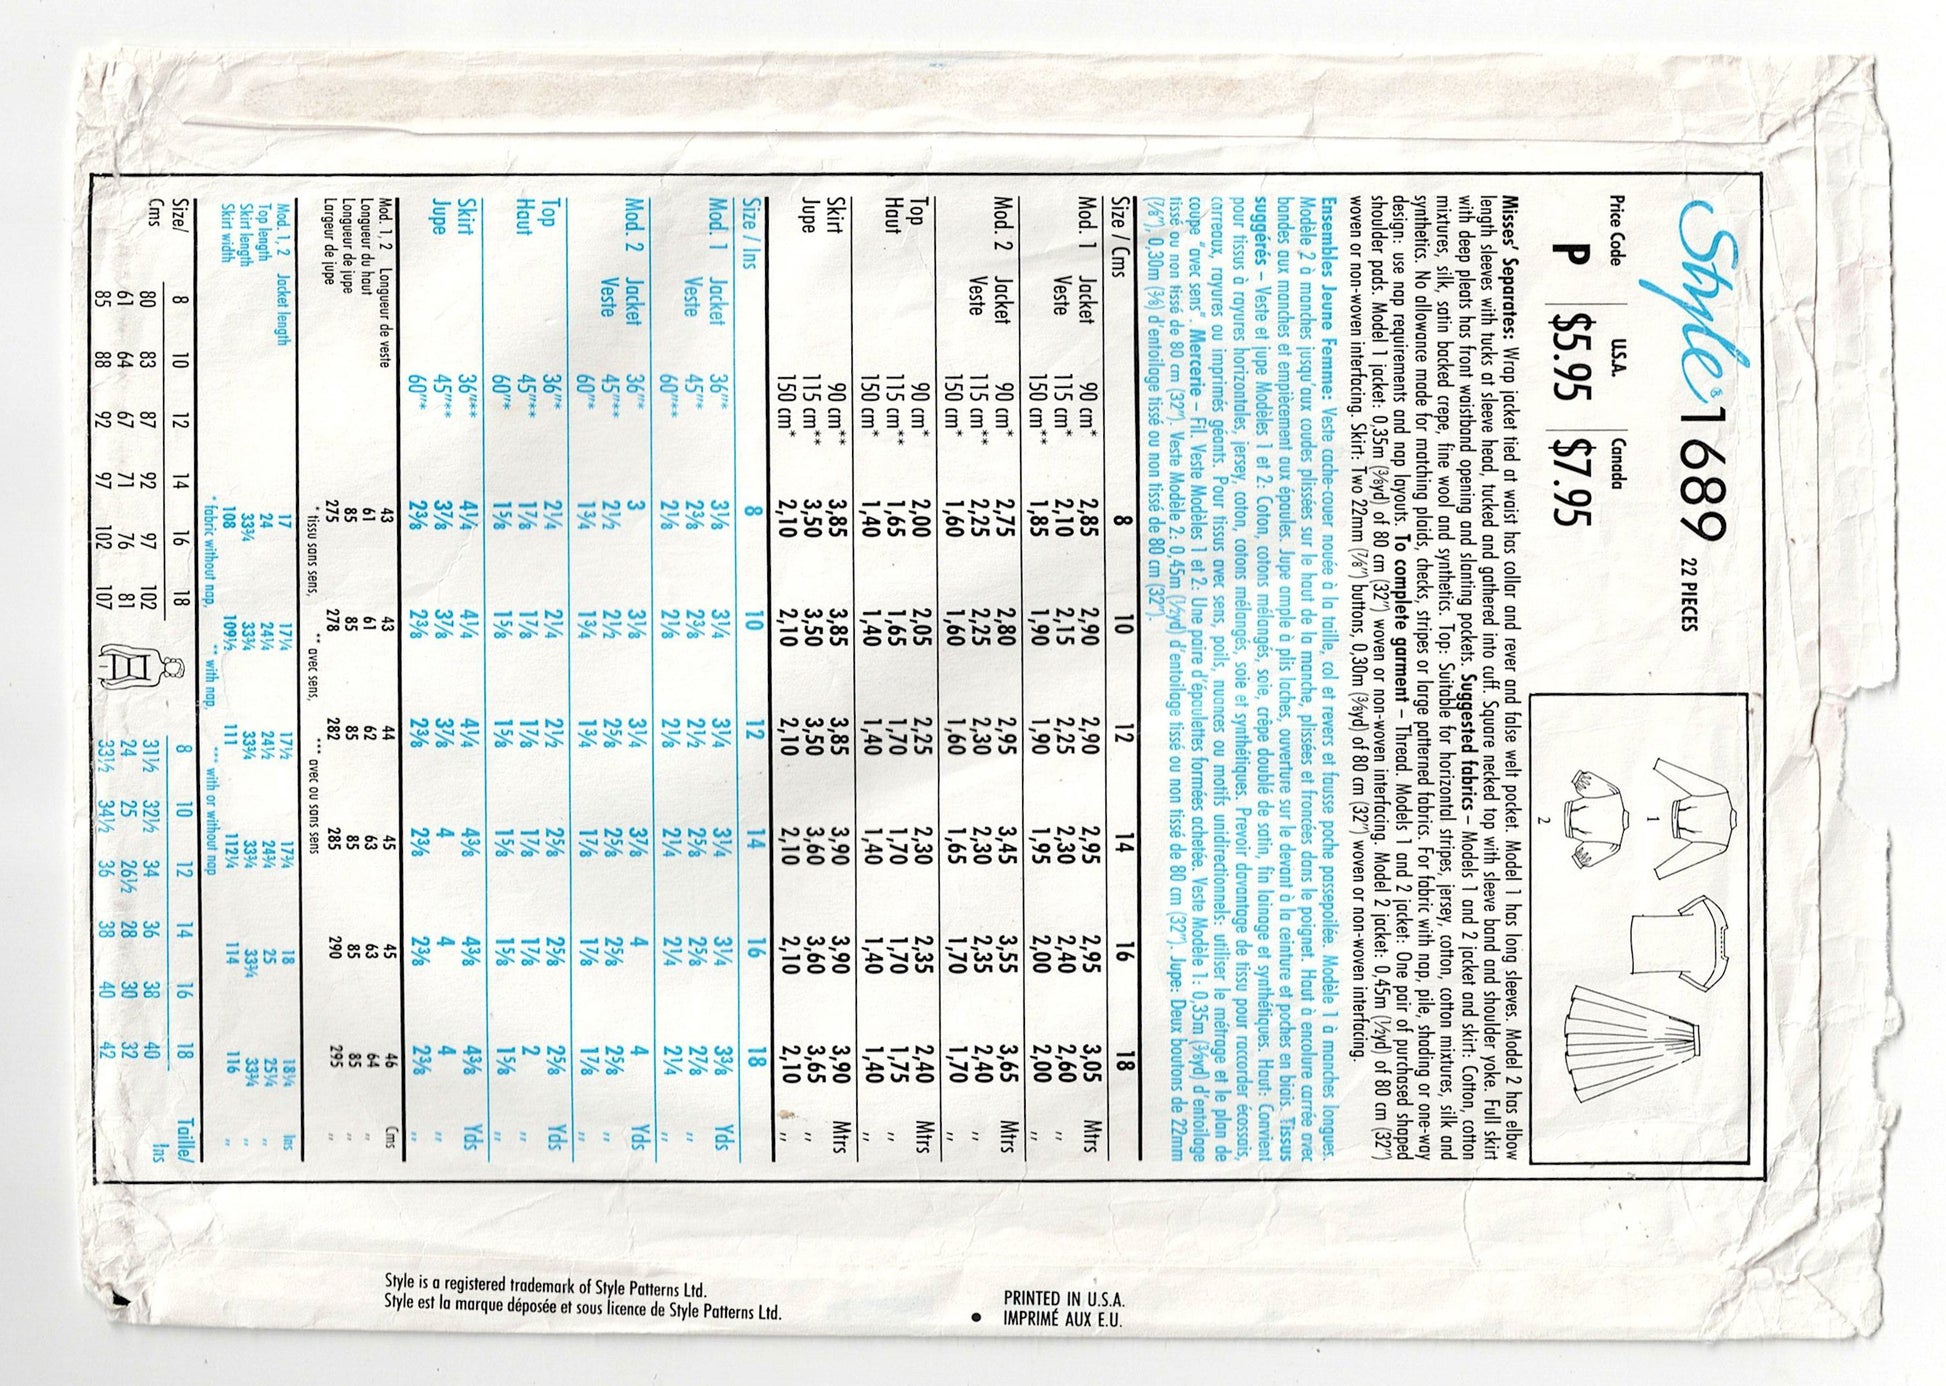 Style® 1689 22 PIECES
Price Code U.S.A. Canada
P $5.95 $7.95
1
2
Misses' Separates: Wrap jacket tied at waist has collar and rever and false welt pocket. Model 1 has long sleeves. Model 2 has elbow
length sleeves with tucks at sleeve head, tucked and gathered into cuff. Square necked top with sleeve band and shoulder yoke. Full skirt
with deep pleats has front waistband opening and slanting pockets. Suggested fabrics – Models 1 and 2 jacket and skirt: Cotton, cotton
mixtures, silk, satin backed crepe, fine wool and synthetics. Top: Suitable for horizontal stripes, jersey, cotton, cotton mixtures, silk and
synthetics. No allowance made for matching plaids, checks, stripes or large patterned fabrics. For fabric with nap, pile, shading or one-way
design: use nap requirements and nap layouts. To complete garment – Thread. Models 1 and 2 jacket: One pair of purchased shaped
shoulder pads. Model 1 jacket: 0,35m (⅜yd) of 80 cm (32") woven or non-woven interfacing. Model 2 jacket: 0,45m (½yd) of 80 cm (32")
woven or non-woven interfacing. Skirt: Two 22mm (⅞") buttons, 0,30m (⅜yd) of 80 cm (32") woven or non-woven interfacing.
Ensembles Jeune Femme: Veste cache-coeur nouée à la taille, col et revers et fausse poche passepoilée. Modèle 1 à manches longues.
Modèle 2 à manches jusqu'aux coudes plissées sur le haut de la manche, plissées et froncées dans le poignet. Haut à encolure carrée avec
bandes aux manches et empiècement aux épaules. Jupe ample à plis laches, ouverture sur le devant à la ceinture et poches en biais. Tissus
suggérés – Veste et jupe Modèles 1 et 2: Coton, cotons mélangés, soie, crêpe doublé de satin, fin lainage et synthétiques. Haut: Convient
pour tissus à rayures horizontales, jersey, coton, cotons mélangés, soie et synthétiques. Prevoir davantage de tissu pour raccorder écossais,
carreaux, rayures ou imprimés géants. Pour tissus avec sens, poils, nuances ou motifs unidirectionnels: utiliser le métrage et le plan de
coupe "avec sens". Mercerie – Fil. Veste Modèles 1 et 2: Une paire d'épaulettes formées achetée. Veste Modèle 1: 0,35m (⅜yd) d'entoilage
tissé ou non tissé de 80 cm (32"). Veste Modèle 2: 0,45m (½yd) d'entoilage tissé ou non tissé de 80 cm (32"). Jupe: Deux boutons de 22mm
(⅞"), 0,30m (⅜) d'entoilage tissé ou non tissé de 80 cm (32").
Size / Cms 8 10 12 14 16 18
Mod. 1 Jacket 90 cm* 2,85 2,90 2,90 2,95 2,95 3,05 Mtrs
Veste 115 cm* 2,10 2,15 2,25 2,30 2,40 2,60 ,,
150 cm** 1,85 1,90 1,90 1,95 2,00 2,00 ,,
Mod. 2 Jacket 90 cm* 2,75 2,80 2,95 3,45 3,55 3,65 Mtrs
Veste 115 cm** 2,25 2,25 2,30 2,30 2,35 2,40 ,,
150 cm* 1,60 1,60 1,60 1,65 1,70 1,70 ,,
Top 90 cm* 2,00 2,05 2,25 2,30 2,35 2,40 Mtrs
Haut 115 cm** 1,65 1,65 1,70 1,70 1,70 1,75 ,,
150 cm* 1,40 1,40 1,40 1,40 1,40 1,40 ,,
Skirt 90 cm** 3,85 3,85 3,85 3,90 3,90 3,90 Mtrs
Jupe 115 cm** 3,50 3,50 3,50 3,60 3,60 3,65 ,,
150 cm* 2,10 2,10 2,10 2,10 2,10 2,10 ,,
Size / Ins 8 10 12 14 16 18
Mod. 1 Jacket 36"* 3⅛ 3¼ 3¼ 3¼ 3¼ 3⅜ Yds
Veste 45"* 2⅜ 2⅜ 2½ 2⅝ 2⅝ 2⅞ ,,
60"** 2⅛ 2⅛ 2⅛ 2¼ 2¼ 2¼ ,,
Mod. 2 Jacket 36"* 3 3⅛ 3¼ 3⅞ 4 4 Yds
Veste 45"** 2½ 2½ 2⅝ 2⅝ 2⅝ 2⅝ ,,
60"* 1¾ 1¾ 1¾ 1⅞ 1⅞ 1⅞ ,,
Top 36"* 2¼ 2¼ 2½ 2⅝ 2⅝ 2⅝ Yds
Haut 45"** 1⅞ 1⅞ 1⅞ 1⅞ 1⅞ 2 ,,
60"* 1⅝ 1⅝ 1⅝ 1⅝ 1⅝ 1⅝ ,,
Skirt 36"** 4¼ 4¼ 4¼ 4⅜ 4⅜ 4⅜ Yds
Jupe 45"** 3⅞ 3⅞ 3⅞ 4 4 4 ,,
60"* 2⅜ 2⅜ 2⅜ 2⅜ 2⅜ 2⅜ ,,
Mod. 1, 2 Longueur de veste 43 43 44 45 45 46 Cms
Longueur du haut 61 61 62 63 63 64 ,,
Longueur de jupe 85 85 85 85 85 85 ,,
Largeur de jupe 275 278 282 285 290 295 ,,
* tissu sans sens, ** avec sens, *** avec ou sans sens
Mod. 1, 2 Jacket length 17 17¼ 17½ 17¾ 18 18¼ Ins
Top length 24 24¼ 24½ 24¾ 25 25¼ ,,
Skirt length 33¾ 33¾ 33¾ 33¾ 33¾ 33¾ ,,
Skirt width 108 109½ 111 112¼ 114 116 ,,
* fabric without nap, ** with nap, *** with or without nap
Size/ 8 10 12 14 16 18 8 10 12 14 16 18 Taille/
Cms 80 83 87 92 97 102 31½ 32½ 34 36 38 40 Ins
61 64 67 71 76 81 24 25 26½ 28 30 32
85 88 92 97 102 107 33½ 34½ 36 38 40 42
Style is a registered trademark of Style Patterns Ltd.
Style est la marque déposée et sous licence de Style Patterns Ltd.
PRINTED IN U.S.A.
● IMPRIMÉ AUX E.U.